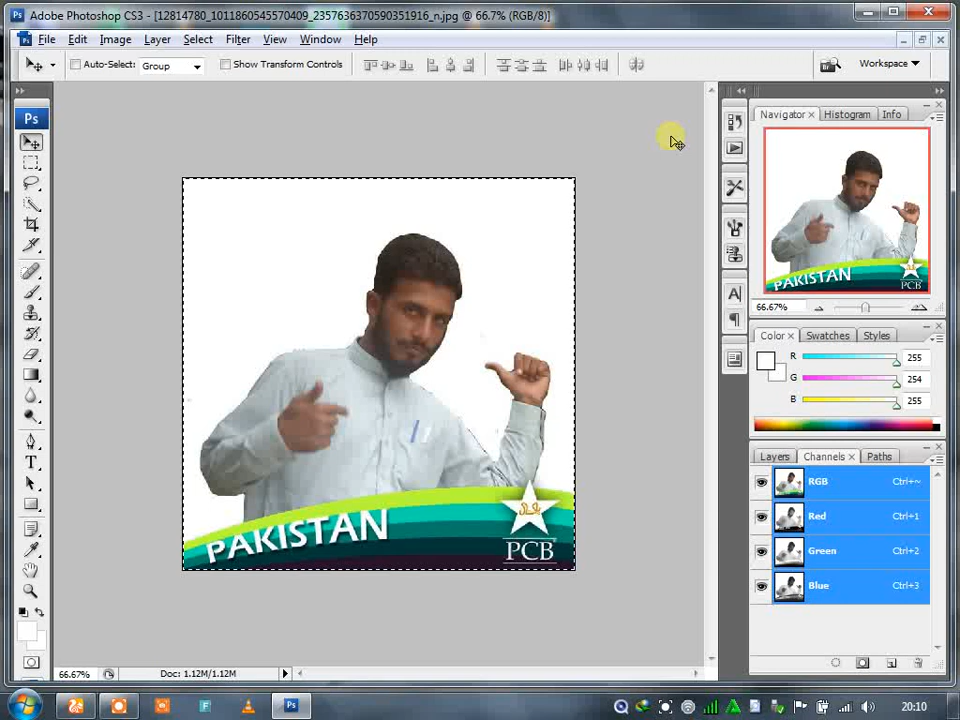 Adobe Photoshop CS3 - [12814780_1011860545570409_2357636370590351916_n.jpg @ 66.7% (RGB/8)]
File Edit Image Layer Select Filter View Window Help
Auto-Select: Group Show Transform Controls Workspace
Ps
Navigator Histogram Info
PAKISTAN
PCB
66.67%
Color Swatches Styles
R 255
G 254
B 255
Layers Channels Paths
RGB Ctrl+~
Red Ctrl+1
Green Ctrl+2
Blue Ctrl+3
PAKISTAN
PCB
66.67% Doc: 1.12M/1.12M
20:10